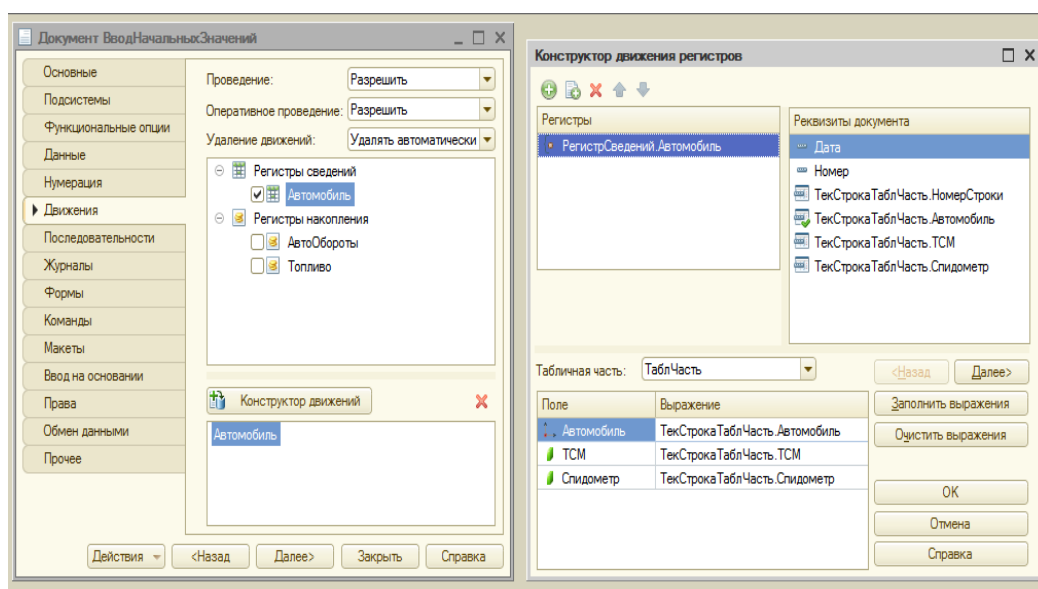 Документ ВводНачальныхЗначений
Основные
Подсистемы
Функциональные опции
Данные
Нумерация
Движения
Последовательности
Журналы
Формы
Команды
Макеты
Ввод на основании
Права
Обмен данными
Прочее
Проведение: Разрешить
Оперативное проведение: Разрешить
Удаление движений: Удалять автоматически
Регистры сведений
Автомобиль
Регистры накопления
АвтоОбороты
Топливо
Конструктор движений
Автомобиль
Действия <Назад Далее> Закрыть Справка
Конструктор движения регистров
Регистры
РегистрСведений.Автомобиль
Реквизиты документа
Дата
Номер
ТекСтрокаТаблЧасть.НомерСтроки
ТекСтрокаТаблЧасть.Автомобиль
ТекСтрокаТаблЧасть.ТСМ
ТекСтрокаТаблЧасть.Спидометр
Табличная часть: ТаблЧасть
<Назад Далее>
Поле Выражение
Автомобиль ТекСтрокаТаблЧасть.Автомобиль
ТСМ ТекСтрокаТаблЧасть.ТСМ
Спидометр ТекСтрокаТаблЧасть.Спидометр
Заполнить выражения
Очистить выражения
OK
Отмена
Справка